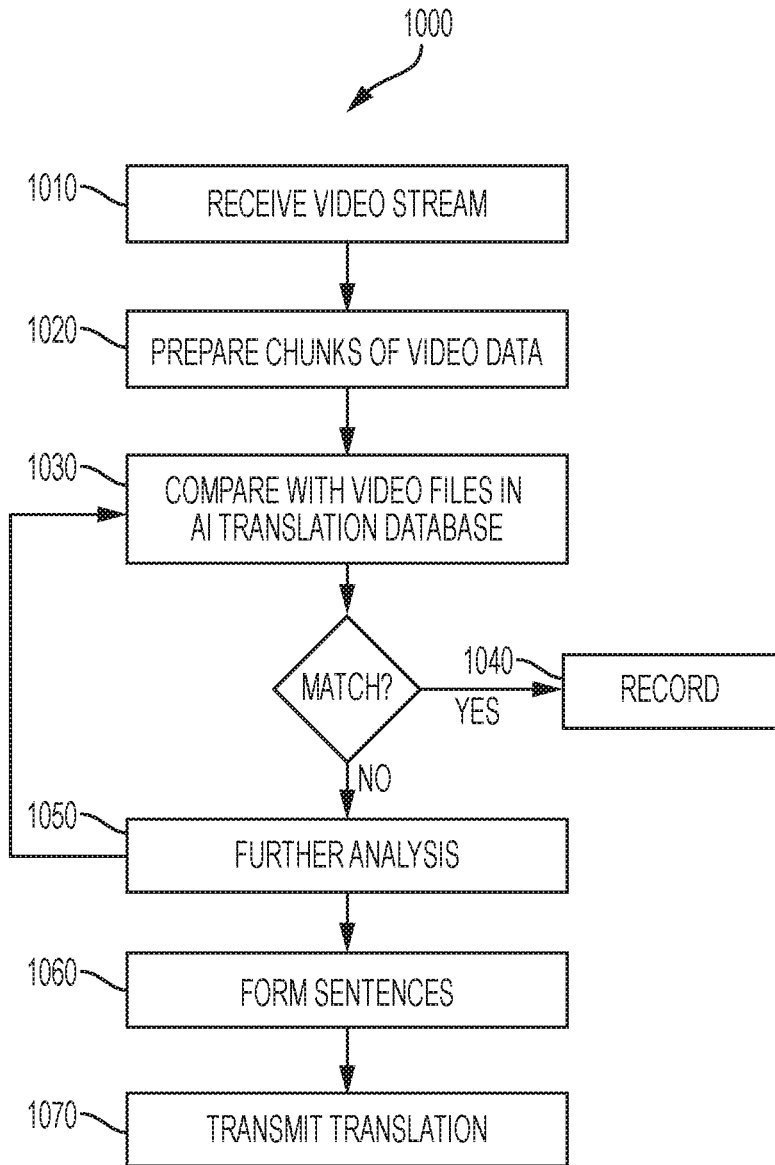 1000
1010
RECEIVE VIDEO STREAM
1020
PREPARE CHUNKS OF VIDEO DATA
1030
COMPARE WITH VIDEO FILES IN
AI TRANSLATION DATABASE
MATCH?
YES
1040
RECORD
NO
1050
FURTHER ANALYSIS
1060
FORM SENTENCES
1070
TRANSMIT TRANSLATION